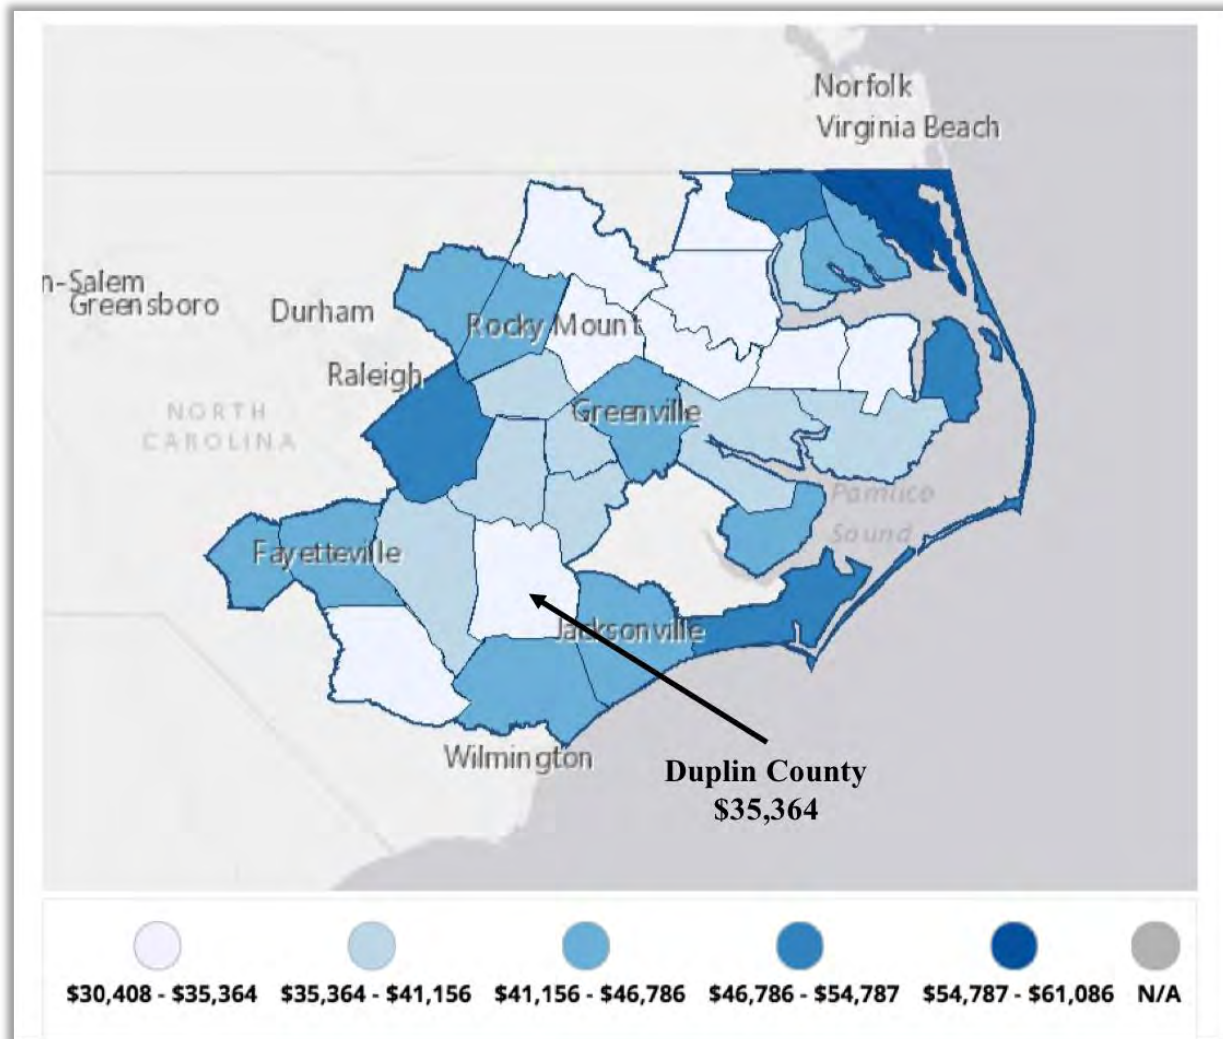 Norfolk
Virginia Beach
n-Salem
Greensboro
Durham
Rocky Mount
Raleigh
NORTH
CAROLINA
Greenville
Pamlico
Sound
Fayetteville
Jacksonville
Wilmington
Duplin County
$35,364
$30,408 - $35,364
$35,364 - $41,156
$41,156 - $46,786
$46,786 - $54,787
$54,787 - $61,086
N/A